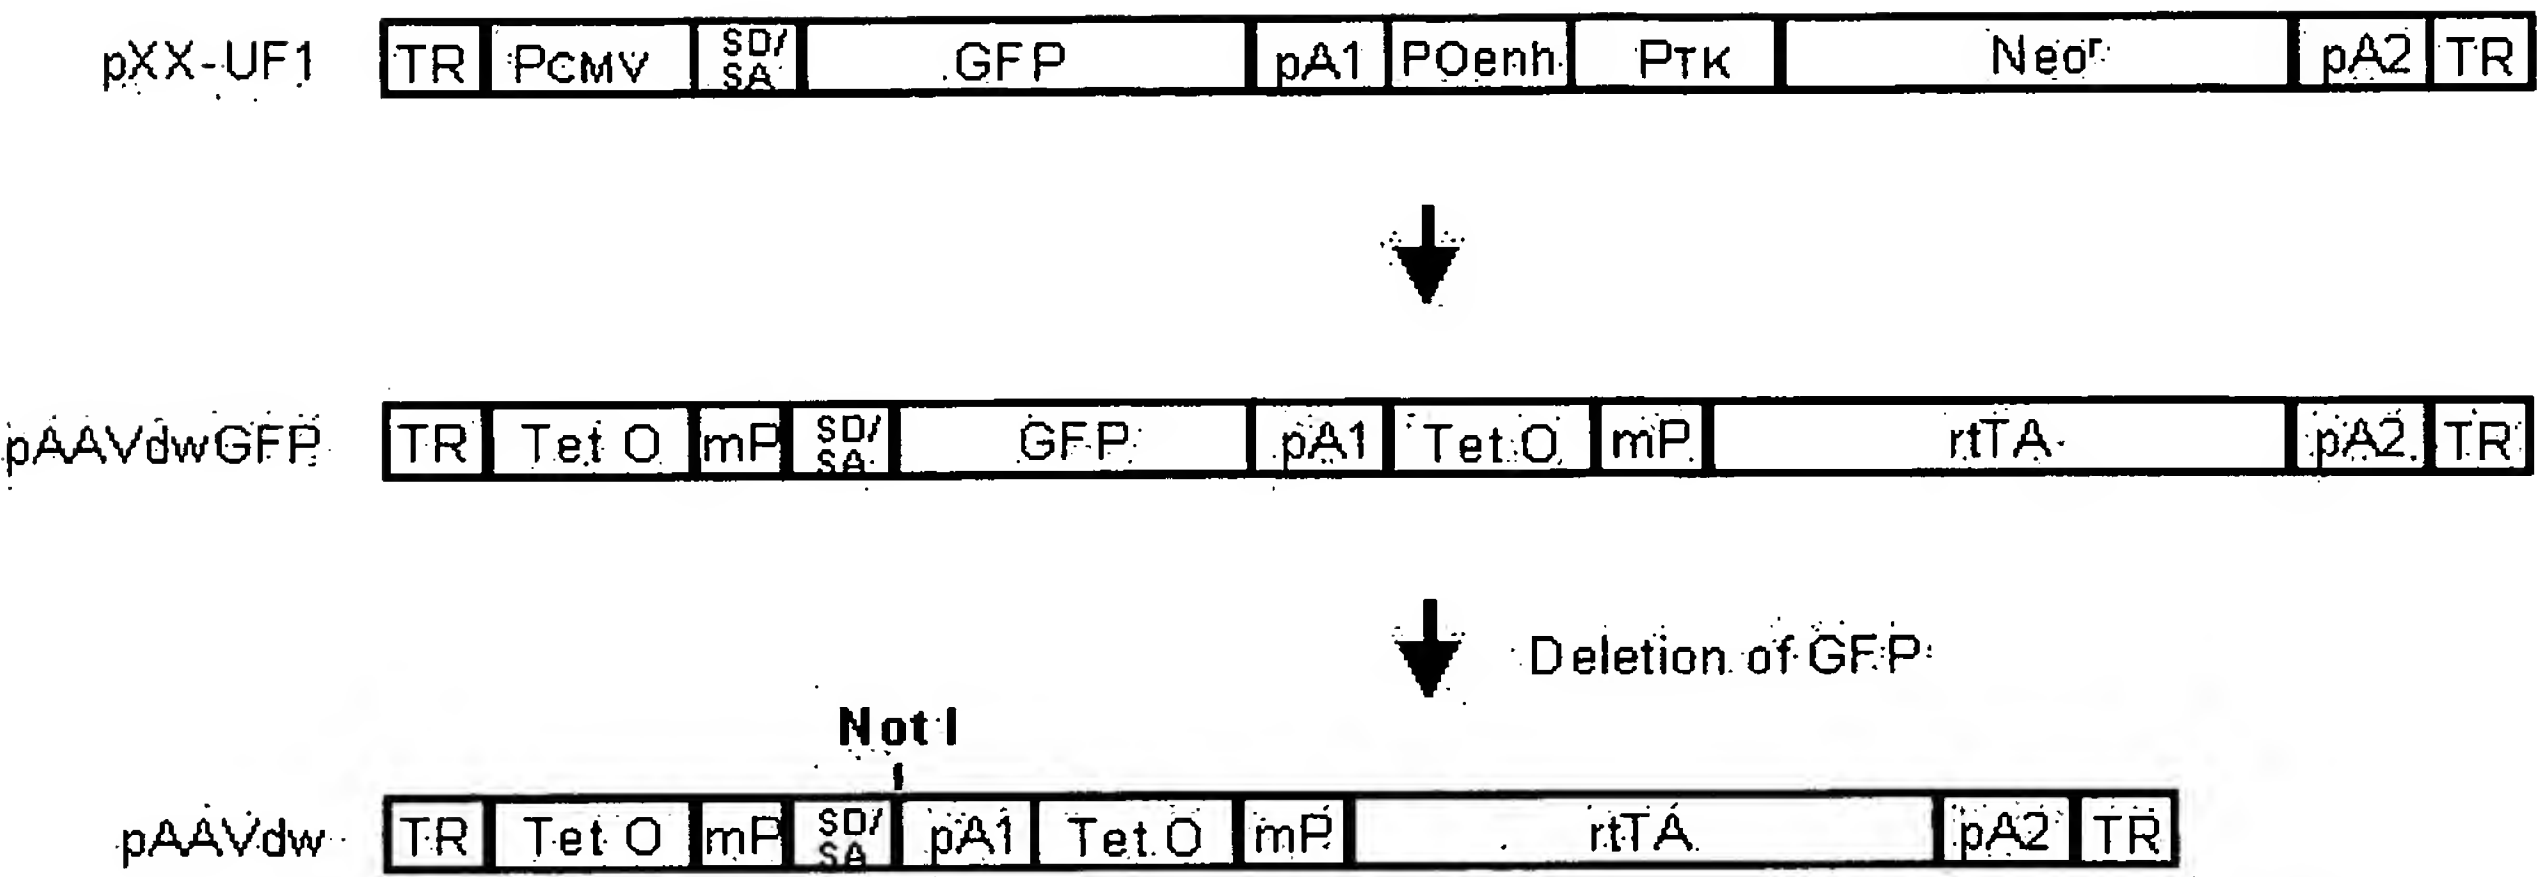 pXX-UF1 TR PCMV SD/SA GFP pA1 POenh PTK Neoʳ pA2 TR
pAAVdwGFP TR Tet O mP SD/SA GFP pA1 Tet O mP rtTA pA2 TR
Deletion of GFP
Not I
pAAVdw TR Tet O mP SD/SA pA1 Tet O mP rtTA pA2 TR